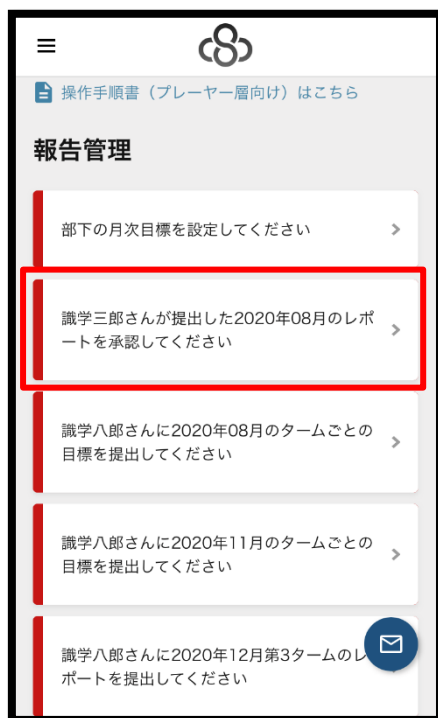 操作手順書（プレーヤー層向け）はこちら
報告管理
部下の月次目標を設定してください
識学三郎さんが提出した2020年08月のレポ
ートを承認してください
識学八郎さんに2020年08月のタームごとの
目標を提出してください
識学八郎さんに2020年11月のタームごとの
目標を提出してください
識学八郎さんに2020年12月第3タームのレ
ポートを提出してください